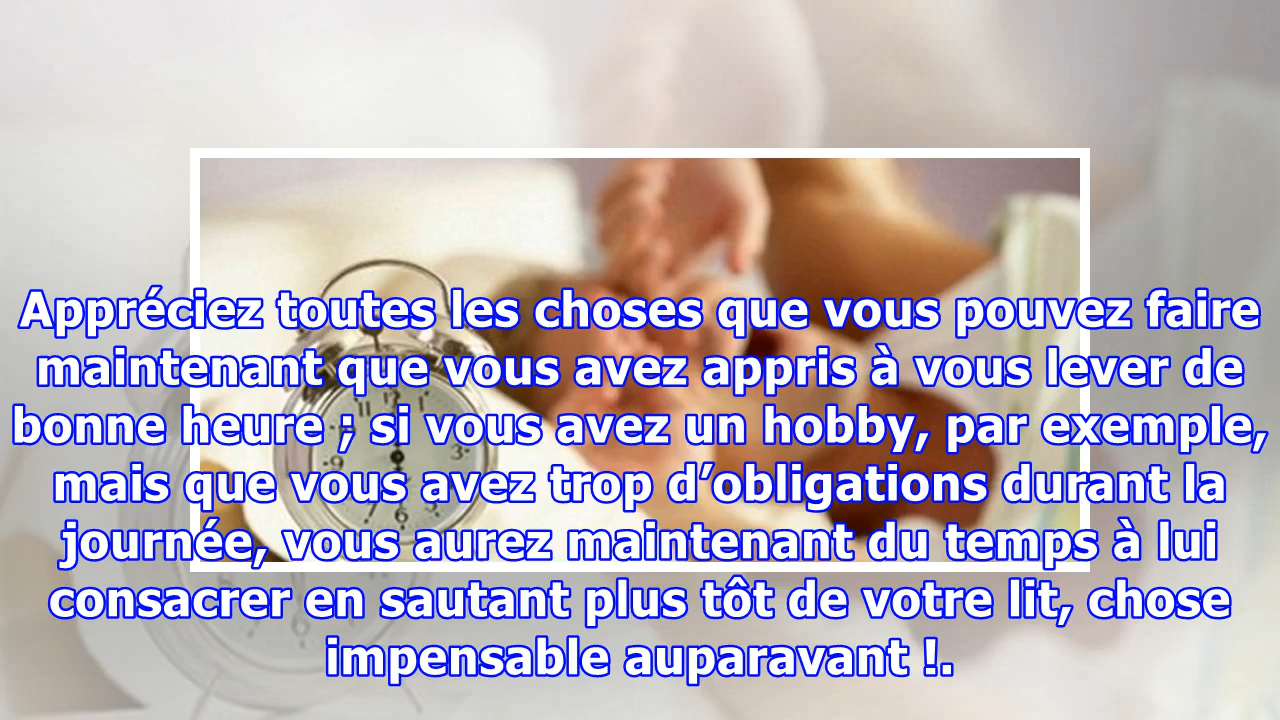 Appréciez toutes les choses que vous pouvez faire
maintenant que vous avez appris à vous lever de
bonne heure ; si vous avez un hobby, par exemple,
mais que vous avez trop d’obligations durant la
journée, vous aurez maintenant du temps à lui
consacrer en sautant plus tôt de votre lit, chose
impensable auparavant !.